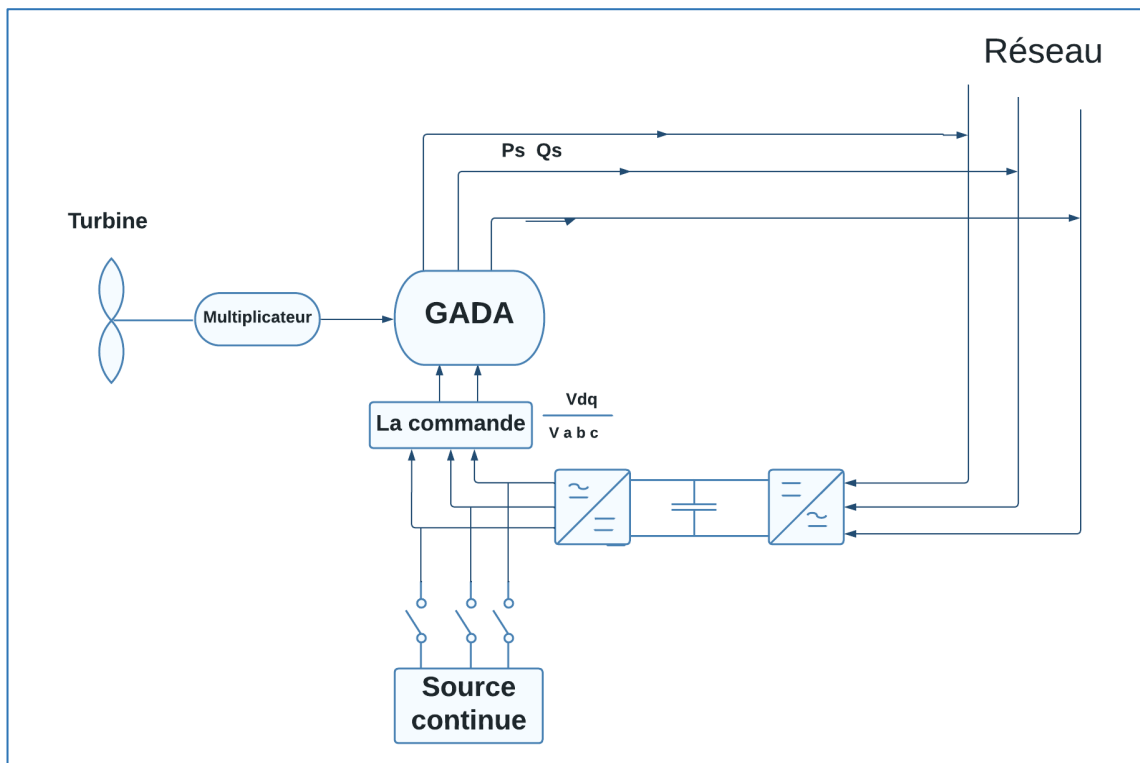 Réseau
Ps Qs
Turbine
Multiplicateur
GADA
La commande
Vdq
V a b c
Source
continue